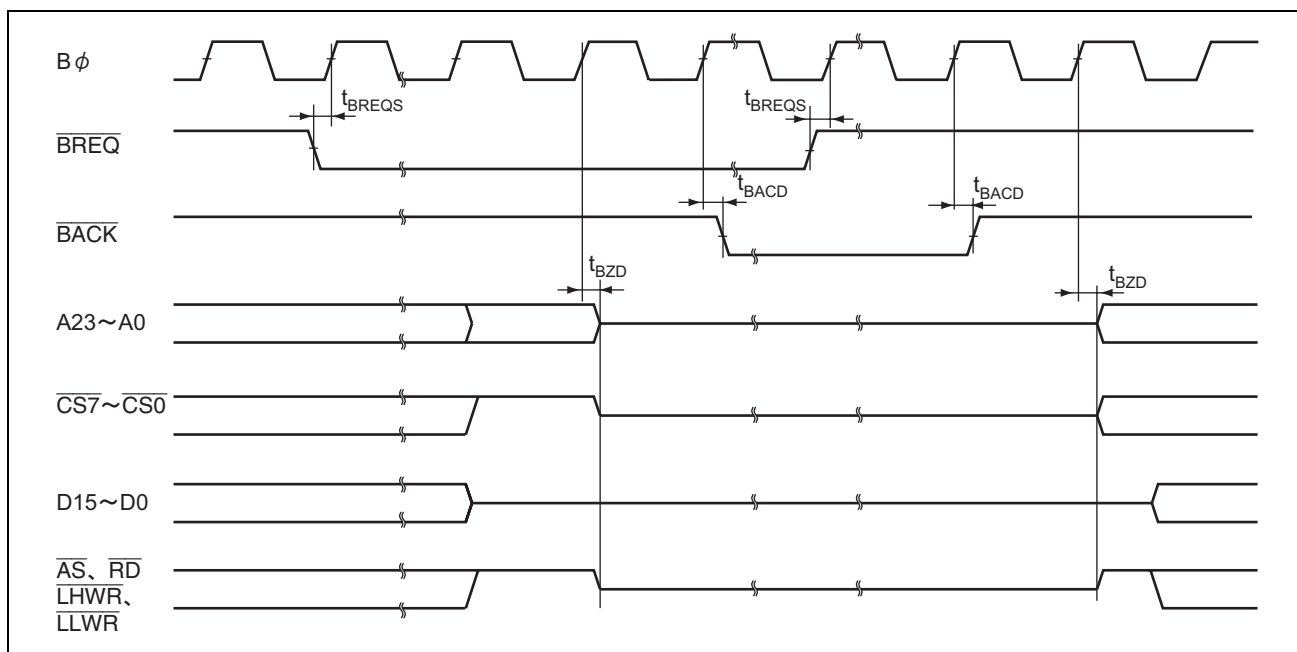 Bφ
tBREQS
tBREQS
BREQ
tBACD
tBACD
BACK
tBZD
tBZD
A23～A0
CS7～CS0
D15～D0
AS、RD
LHWR、
LLWR